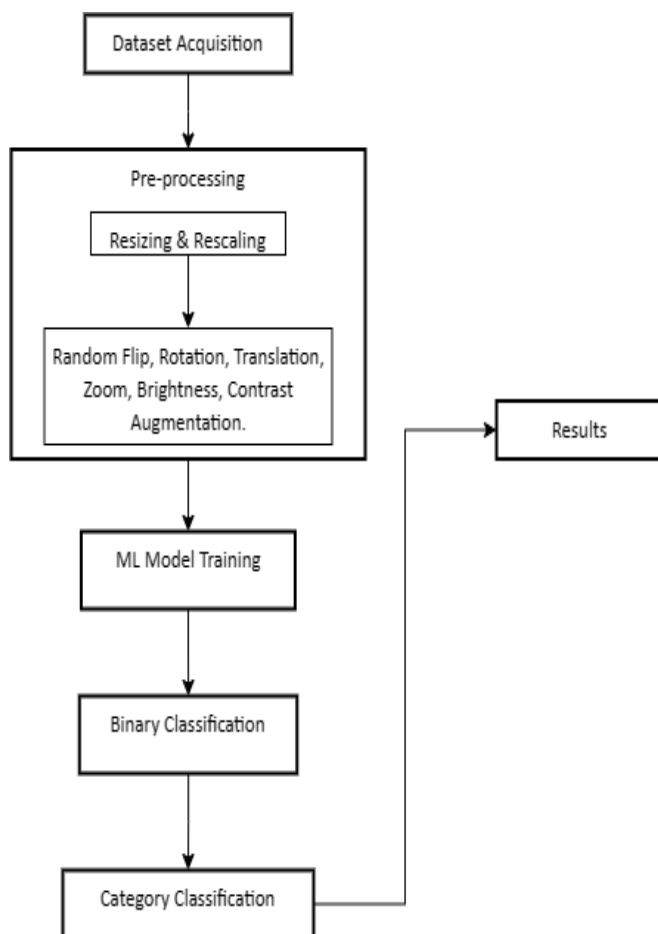 Dataset Acquisition
Pre-processing
Resizing & Rescaling
Random Flip, Rotation, Translation,
Zoom, Brightness, Contrast
Augmentation.
Results
ML Model Training
Binary Classification
Category Classification